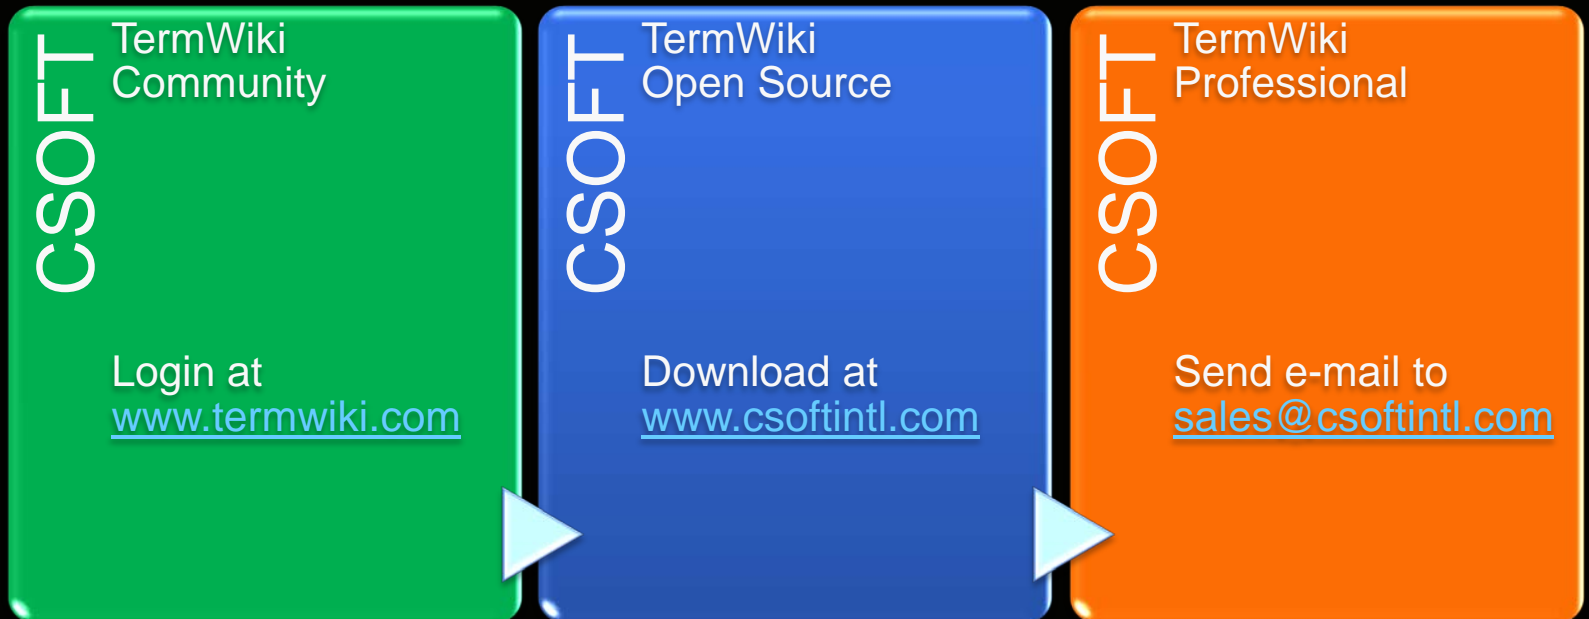 CSOFT
TermWiki
Community
Login at
www.termwiki.com
CSOFT
TermWiki
Open Source
Download at
www.csoftintl.com
CSOFT
TermWiki
Professional
Send e-mail to
sales@csoftintl.com